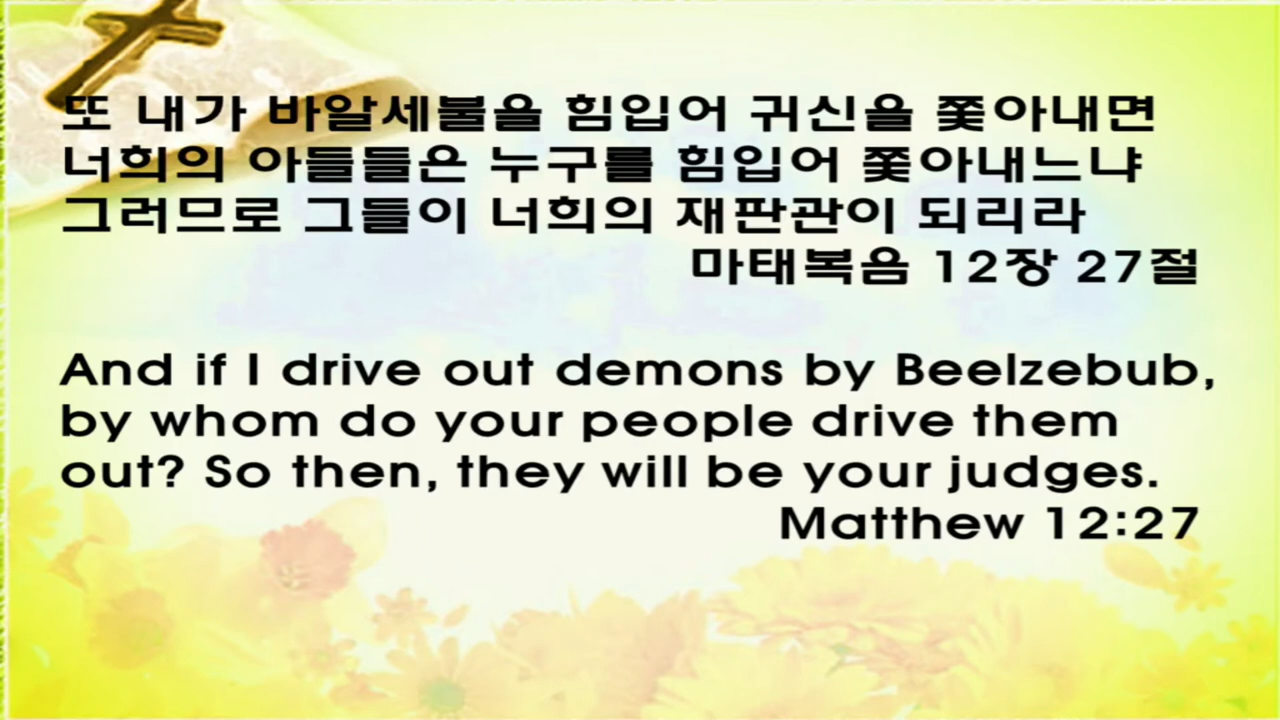 또 내가 바알세불을 힘입어 귀신을 쫓아내면
너희의 아들들은 누구를 힘입어 쫓아내느냐
그러므로 그들이 너희의 재판관이 되리라
마태복음 12장 27절
And if I drive out demons by Beelzebub,
by whom do your people drive them
out? So then, they will be your judges.
Matthew 12:27